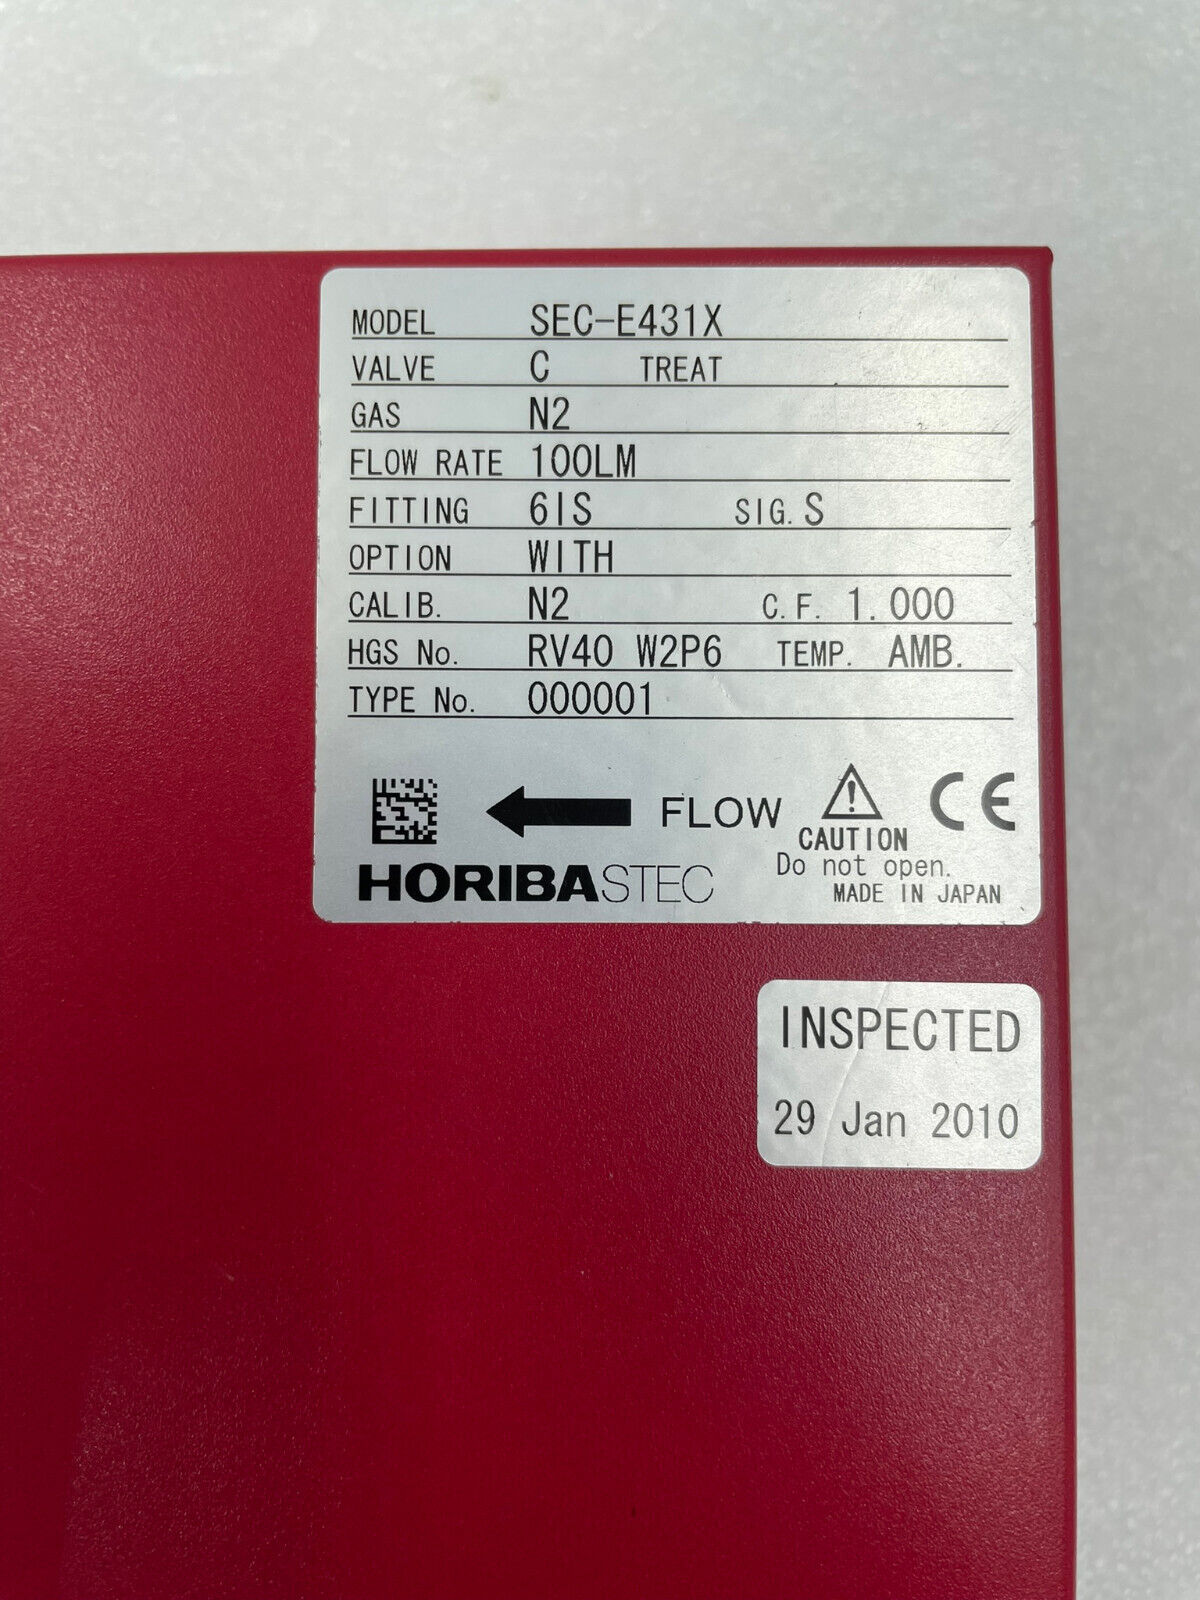 MODEL SEC-E431X
VALVE C TREAT
GAS N2
FLOW RATE 100LM
FITTING 6IS SIG. S
OPTION WITH
CALIB. N2 C.F. 1.000
HGS No. RV40 W2P6 TEMP. AMB.
TYPE No. 000001
FLOW
CAUTION
Do not open.
MADE IN JAPAN
CE
HORIBASTEC
INSPECTED
29 Jan 2010